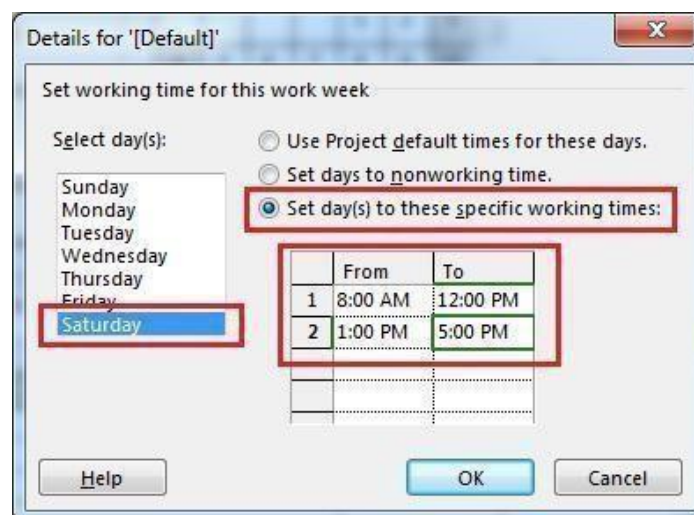 Details for '[Default]'
X
Set working time for this work week
Select day(s):
Use Project default times for these days.
Set days to nonworking time.
Set day(s) to these specific working times:
Sunday
Monday
Tuesday
Wednesday
Thursday
Friday
Saturday
From To
1 8:00 AM 12:00 PM
2 1:00 PM 5:00 PM
Help OK Cancel